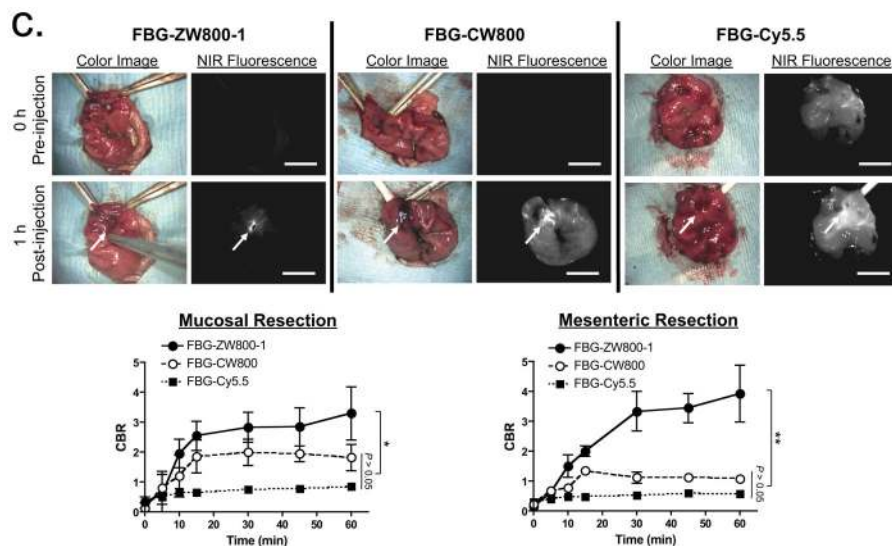 C.
FBG-ZW800-1 FBG-CW800 FBG-Cy5.5
Color Image NIR Fluorescence Color Image NIR Fluorescence Color Image NIR Fluorescence
0 h
Pre-injection
1 h
Post-injection
Mucosal Resection
FBG-ZW800-1
FBG-CW800
FBG-Cy5.5
5
4
3
2
1
0
CBR
0 10 20 30 40 50 60
Time (min)
*
P > 0.05
Mesenteric Resection
FBG-ZW800-1
FBG-CW800
FBG-Cy5.5
5
4
3
2
1
0
CBR
0 10 20 30 40 50 60
Time (min)
**
P > 0.05